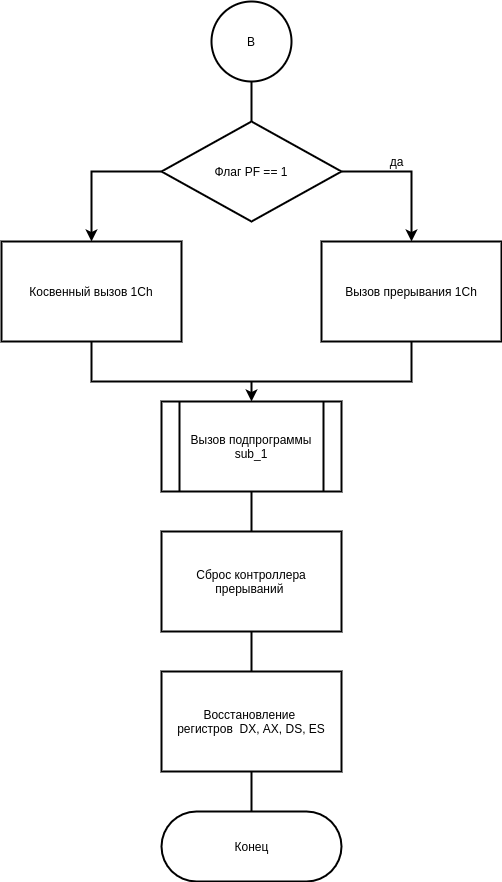 B
Флаг PF == 1
да
Косвенный вызов 1Ch
Вызов прерывания 1Ch
Вызов подпрограммы
sub_1
Сброс контроллера
прерываний
Восстановление
регистров  DX, AX, DS, ES
Конец